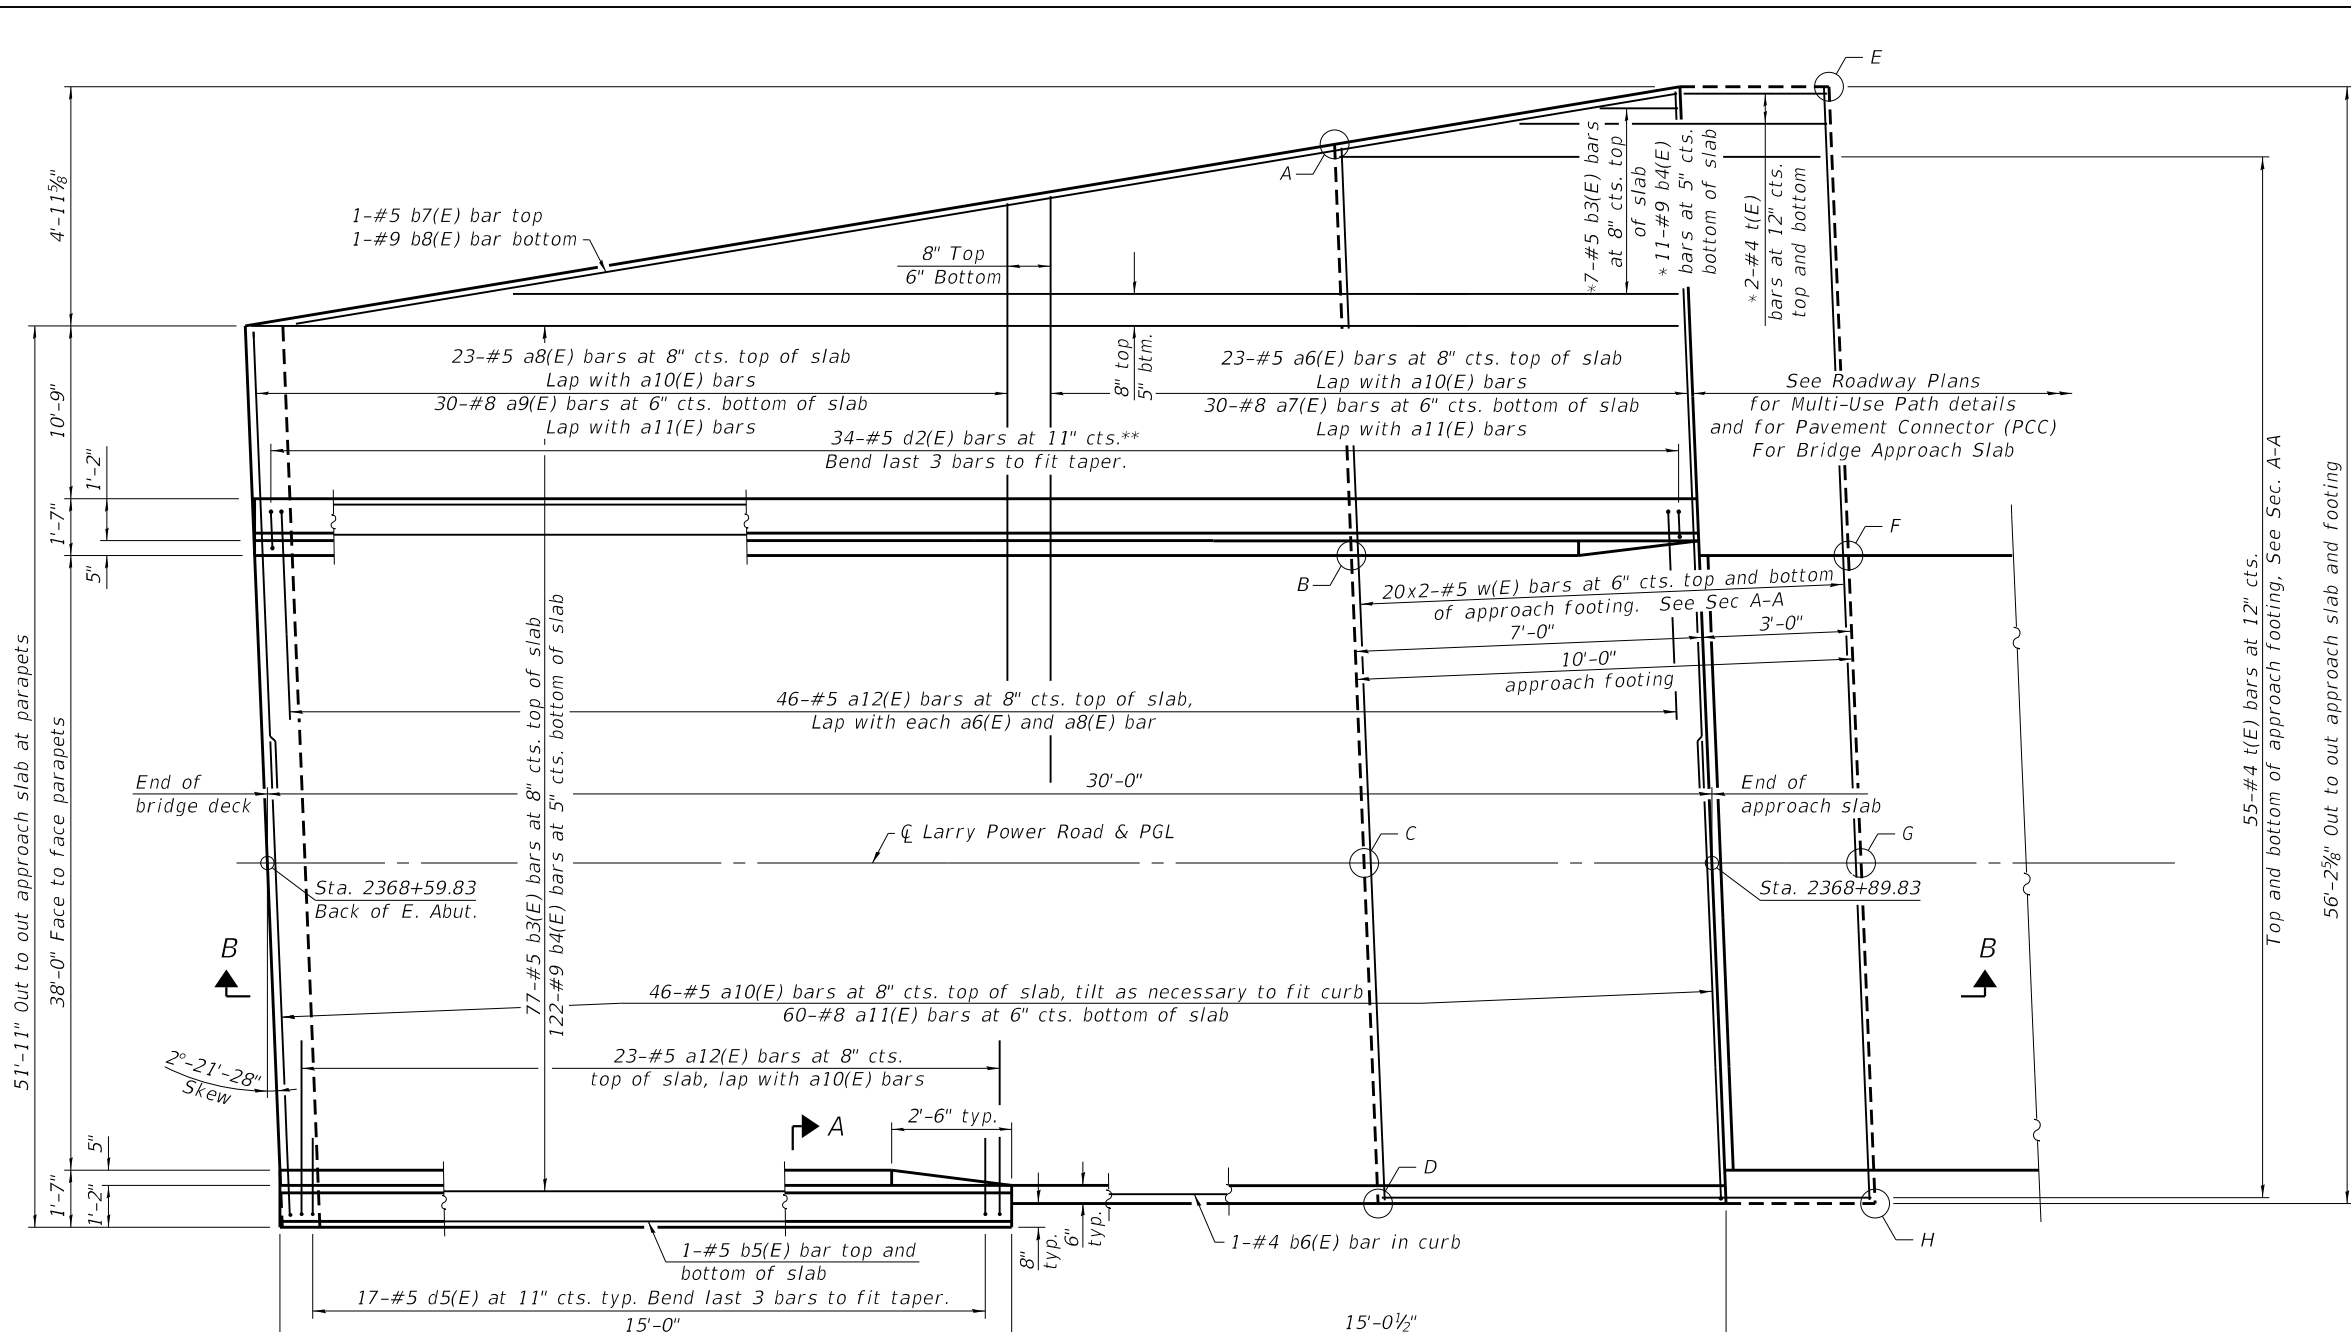 E
A
4'-11 5/8"
1-#5 b7(E) bar top
1-#9 b8(E) bar bottom
8" Top
6" Bottom
*7-#5 b3(E) bars
at 8" cts. top
of slab
*11-#9 b4(E)
bars at 5" cts.
bottom of slab
*2-#4 t(E)
bars at 12" cts.
top and bottom
23-#5 a8(E) bars at 8" cts. top of slab
Lap with a10(E) bars
30-#8 a9(E) bars at 6" cts. bottom of slab
Lap with a11(E) bars
8" top
5" btm.
23-#5 a6(E) bars at 8" cts. top of slab
Lap with a10(E) bars
30-#8 a7(E) bars at 6" cts. bottom of slab
Lap with a11(E) bars
See Roadway Plans
for Multi-Use Path details
and for Pavement Connector (PCC)
For Bridge Approach Slab
34-#5 d2(E) bars at 11" cts.**
Bend last 3 bars to fit taper.
10'-9"
1'-2"
1'-7"
5"
B
F
20x2-#5 w(E) bars at 6" cts. top and bottom
of approach footing. See Sec A-A
7'-0"
3'-0"
10'-0"
approach footing
51'-11" Out to out approach slab at parapets
38'-0" Face to face parapets
77-#5 b3(E) bars at 8" cts. top of slab
122-#9 b4(E) bars at 5" cts. bottom of slab
46-#5 a12(E) bars at 8" cts. top of slab,
Lap with each a6(E) and a8(E) bar
55-#4 t(E) bars at 12" cts.
Top and bottom of approach footing, See Sec. A-A
56'-2 5/8" Out to out approach slab and footing
End of
bridge deck
30'-0"
End of
approach slab
℄ Larry Power Road & PGL
C
G
Sta. 2368+59.83
Back of E. Abut.
Sta. 2368+89.83
B
B
46-#5 a10(E) bars at 8" cts. top of slab, tilt as necessary to fit curb
60-#8 a11(E) bars at 6" cts. bottom of slab
2°-21'-28"
Skew
23-#5 a12(E) bars at 8" cts.
top of slab, lap with a10(E) bars
A
2'-6" typ.
5"
1'-7"
1'-2"
D
H
8"
typ.
6"
typ.
1-#4 b6(E) bar in curb
1-#5 b5(E) bar top and
bottom of slab
17-#5 d5(E) at 11" cts. typ. Bend last 3 bars to fit taper.
15'-0"
15'-0 1/2"